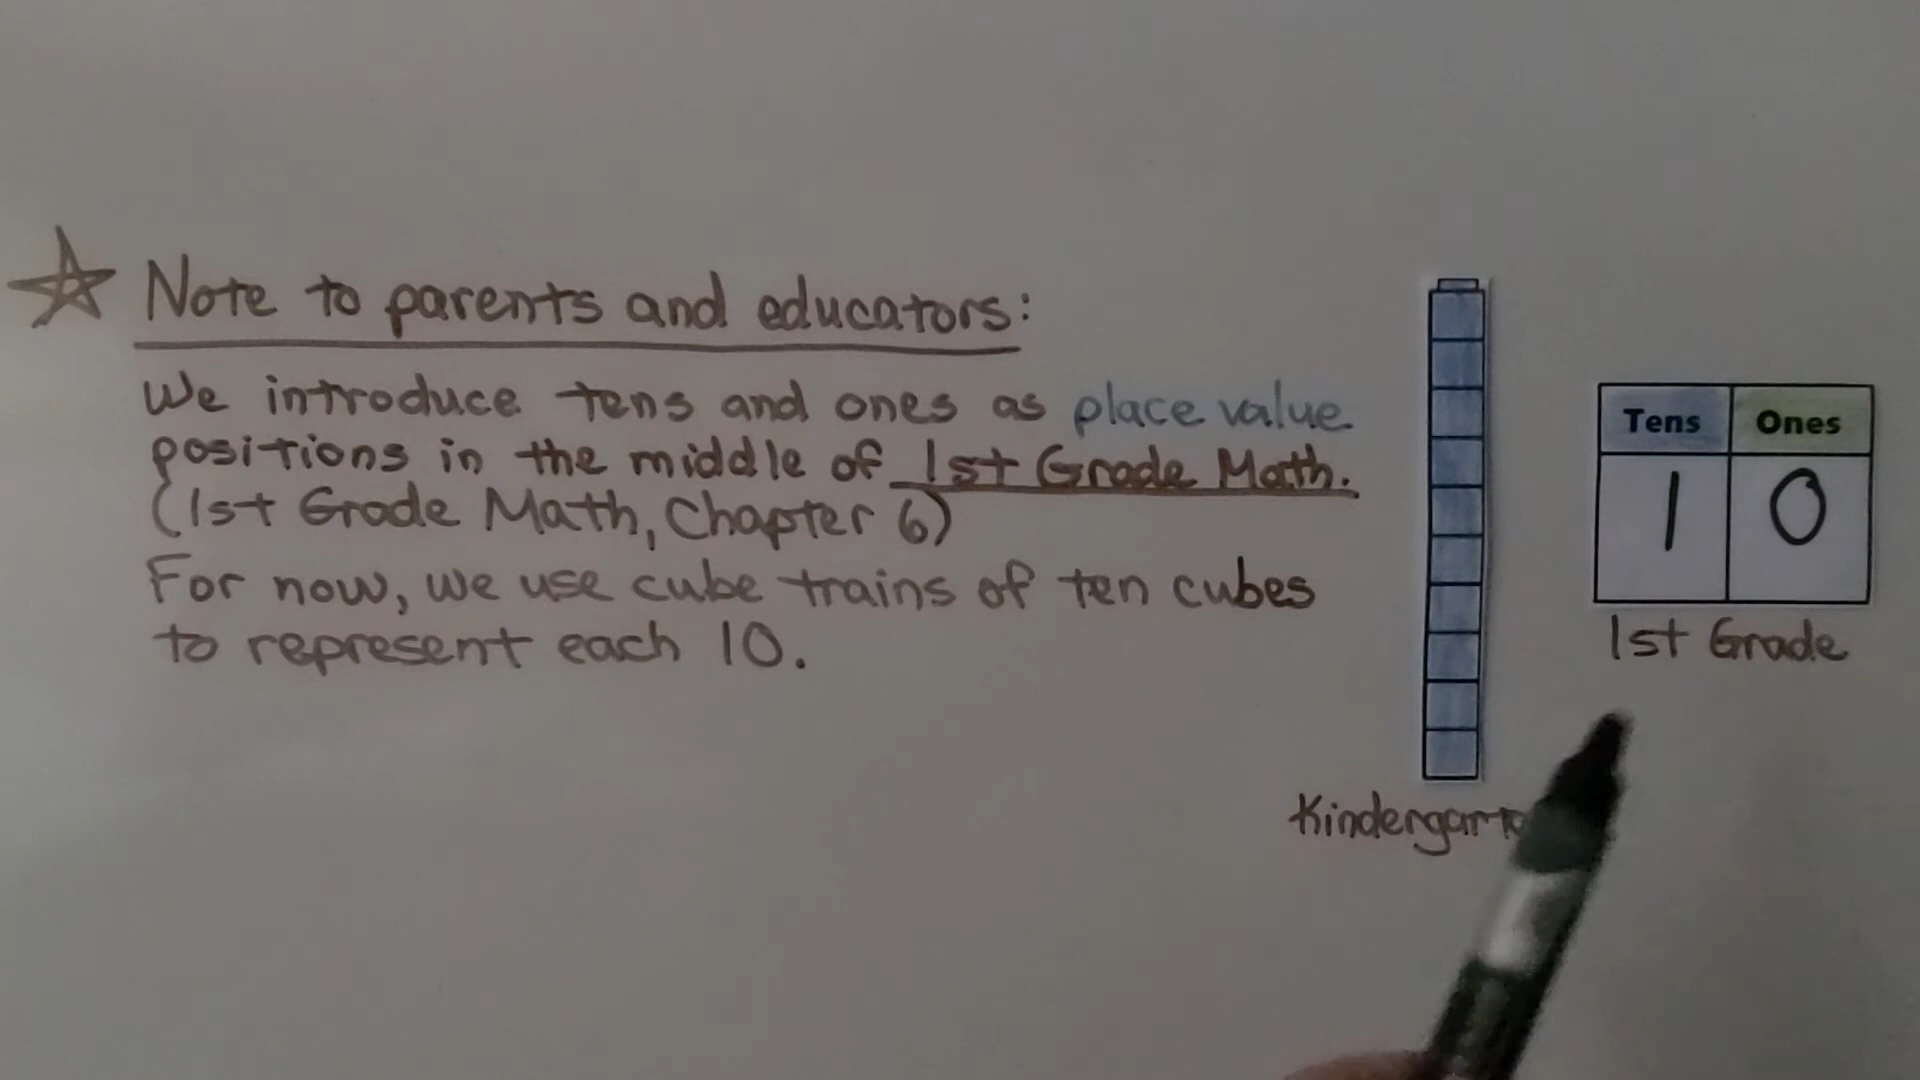 Note to parents and educators:
We introduce tens and ones as place value
positions in the middle of 1st Grade Math.
(1st Grade Math, Chapter 6)
For now, we use cube trains of ten cubes
to represent each 10.
Tens Ones
1 0
1st Grade